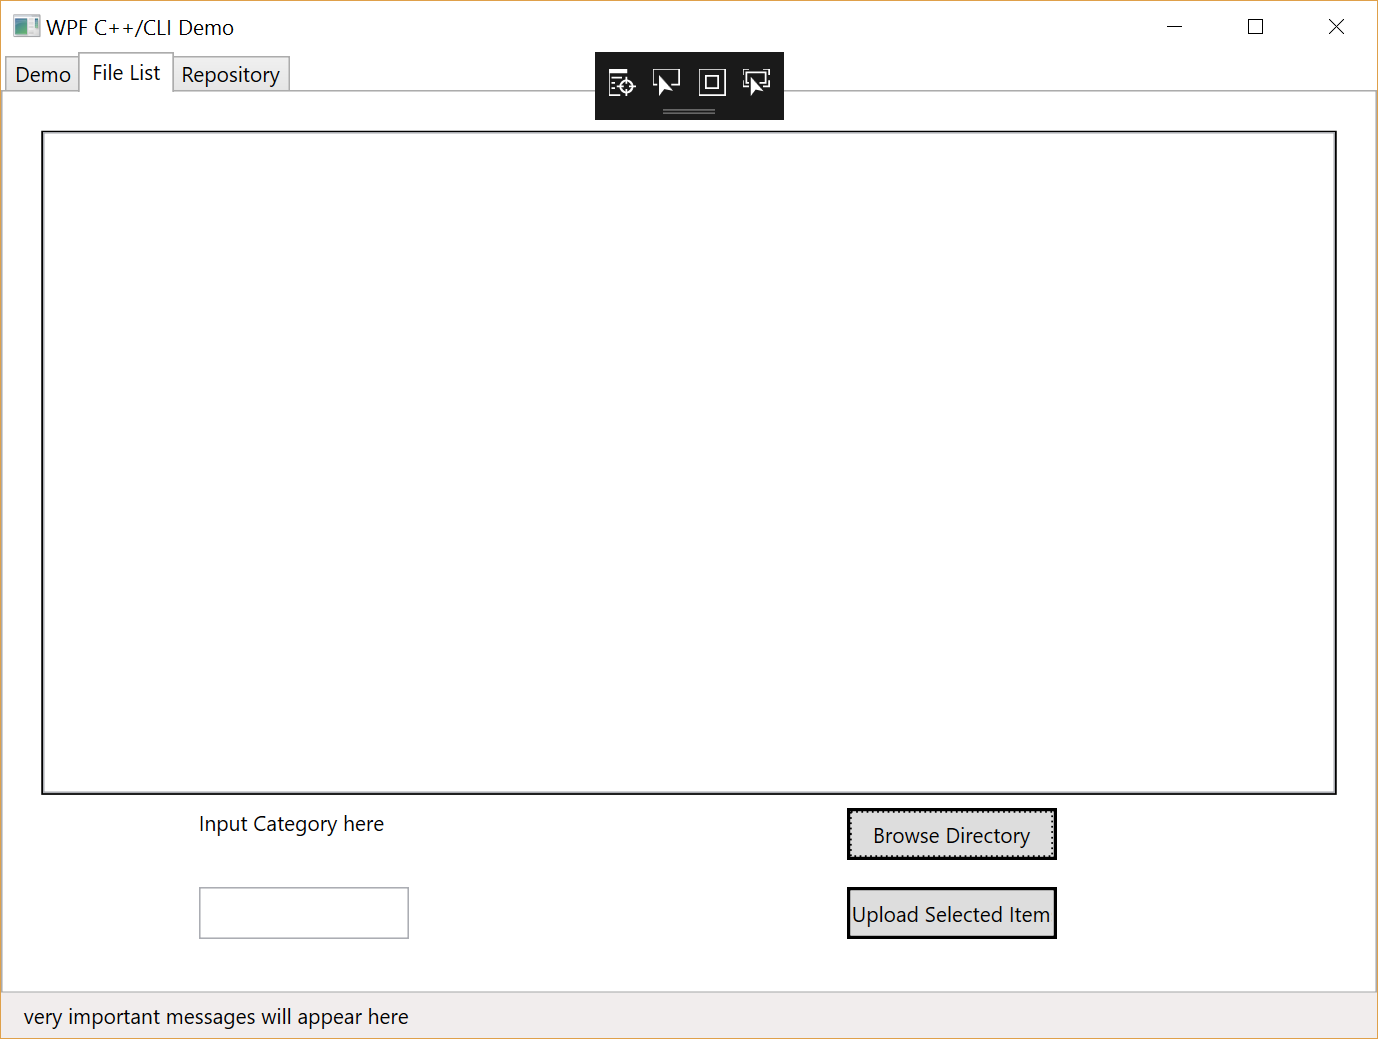 WPF C++/CLI Demo
Demo
File List
Repository
Input Category here
Browse Directory
Upload Selected Item
very important messages will appear here